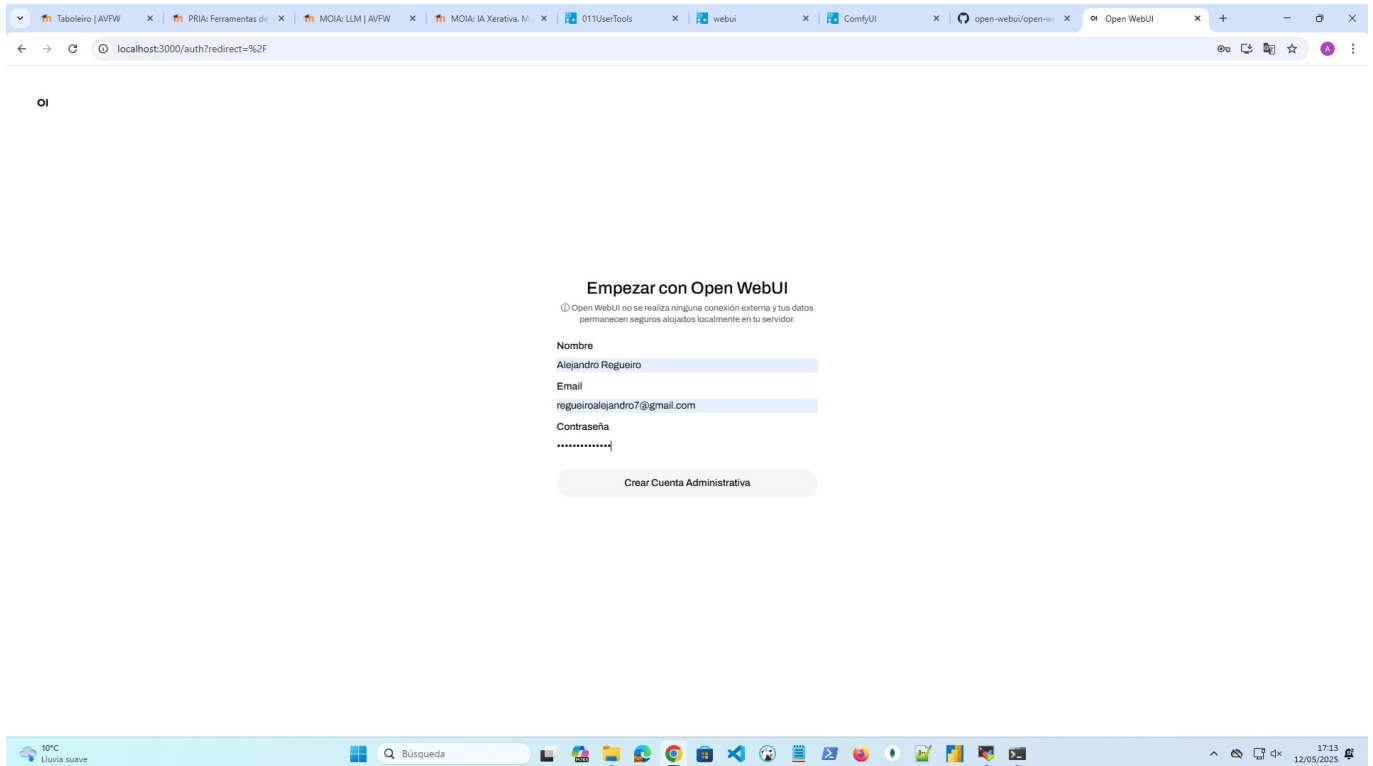 Taboleiro | AVFW
PRIA: Ferramentas de
MOIA: LLM | AVFW
MOIA: IA Xerativa. M
011UserTools
webui
ComfyUI
open-webui/open-we
OI Open WebUI
localhost:3000/auth?redirect=%2F
A
OI
Empezar con Open WebUI
Open WebUI no se realiza ninguna conexión externa y tus datos
permanecen seguros alojados localmente en tu servidor.
Nombre
Alejandro Regueiro
Email
regueiroalejandro7@gmail.com
Contraseña
••••••••••••••
Crear Cuenta Administrativa
10°C
Lluvia suave
Búsqueda
17:13
12/05/2025